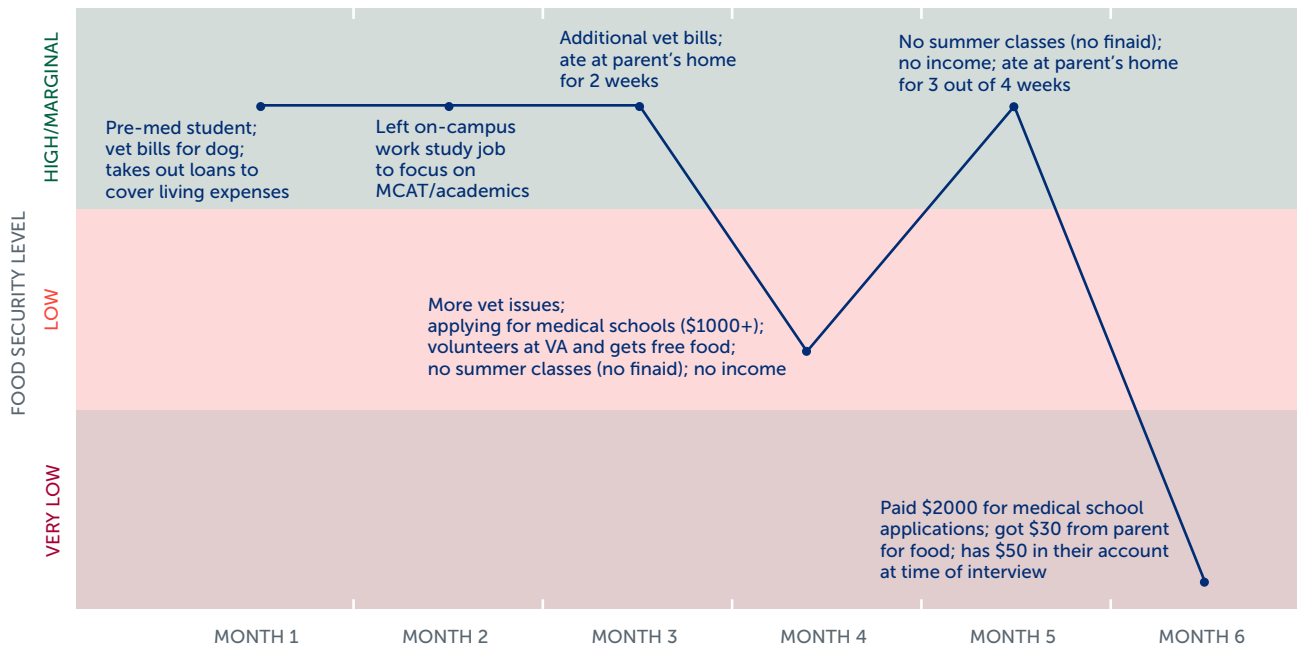 FOOD SECURITY LEVEL
HIGH/MARGINAL
LOW
VERY LOW
Pre-med student;
vet bills for dog;
takes out loans to
cover living expenses
Left on-campus
work study job
to focus on
MCAT/academics
Additional vet bills;
ate at parent’s home
for 2 weeks
More vet issues;
applying for medical schools ($1000+);
volunteers at VA and gets free food;
no summer classes (no finaid); no income
No summer classes (no finaid);
no income; ate at parent’s home
for 3 out of 4 weeks
Paid $2000 for medical school
applications; got $30 from parent
for food; has $50 in their account
at time of interview
MONTH 1
MONTH 2
MONTH 3
MONTH 4
MONTH 5
MONTH 6